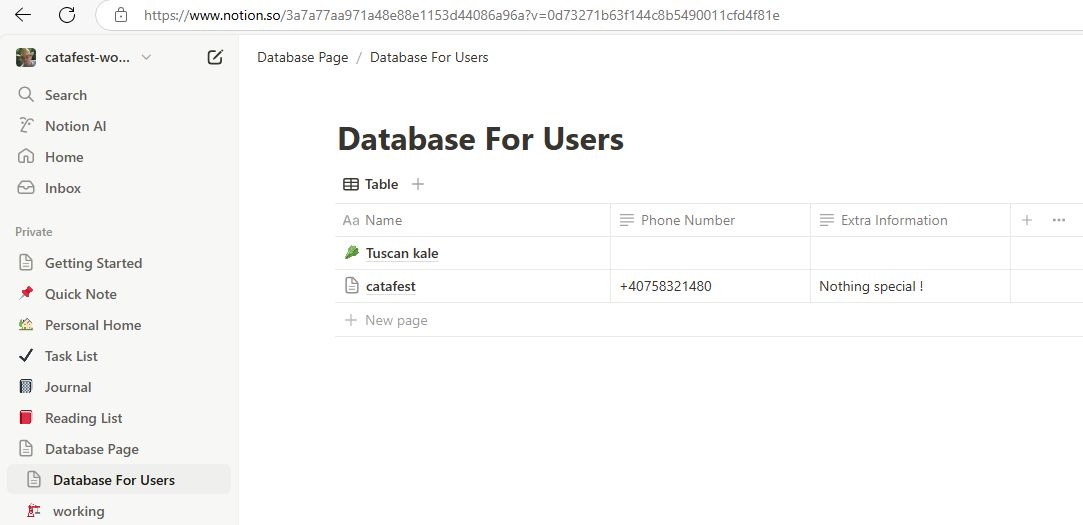 https://www.notion.so/3a7a77aa971a48e88e1153d44086a96a?v=0d73271b63f144c8b5490011cfd4f81e
catafest-wo...
Search
Notion AI
Home
Inbox
Private
Getting Started
Quick Note
Personal Home
Task List
Journal
Reading List
Database Page
Database For Users
working
Database Page / Database For Users
Database For Users
Table
Aa Name Phone Number Extra Information
Tuscan kale
catafest +40758321480 Nothing special !
New page